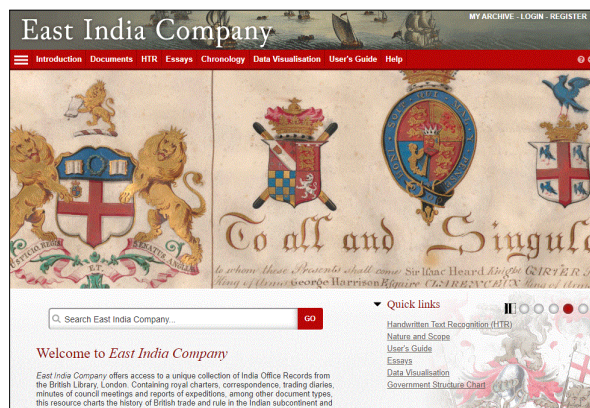 East India Company
MY ARCHIVE - LOGIN - REGISTER
Introduction Documents HTR Essays Chronology Data Visualisation User's Guide Help
To all and Singul
to whom these Presents shall come Sir Isaac Heard Knight GARTER
George Harrison Esquire CLARENCEUX King of
AUSPICIO REGIS
ET
SENATUS ANGLI
Search East India Company...
GO
Welcome to East India Company
East India Company offers access to a unique collection of India Office Records from
the British Library, London. Containing royal charters, correspondence, trading diaries,
minutes of council meetings and reports of expeditions, among other document types,
this resource charts the history of British trade and rule in the Indian subcontinent and
Quick links
Handwritten Text Recognition (HTR)
Nature and Scope
User's Guide
Essays
Data Visualisation
Government Structure Chart